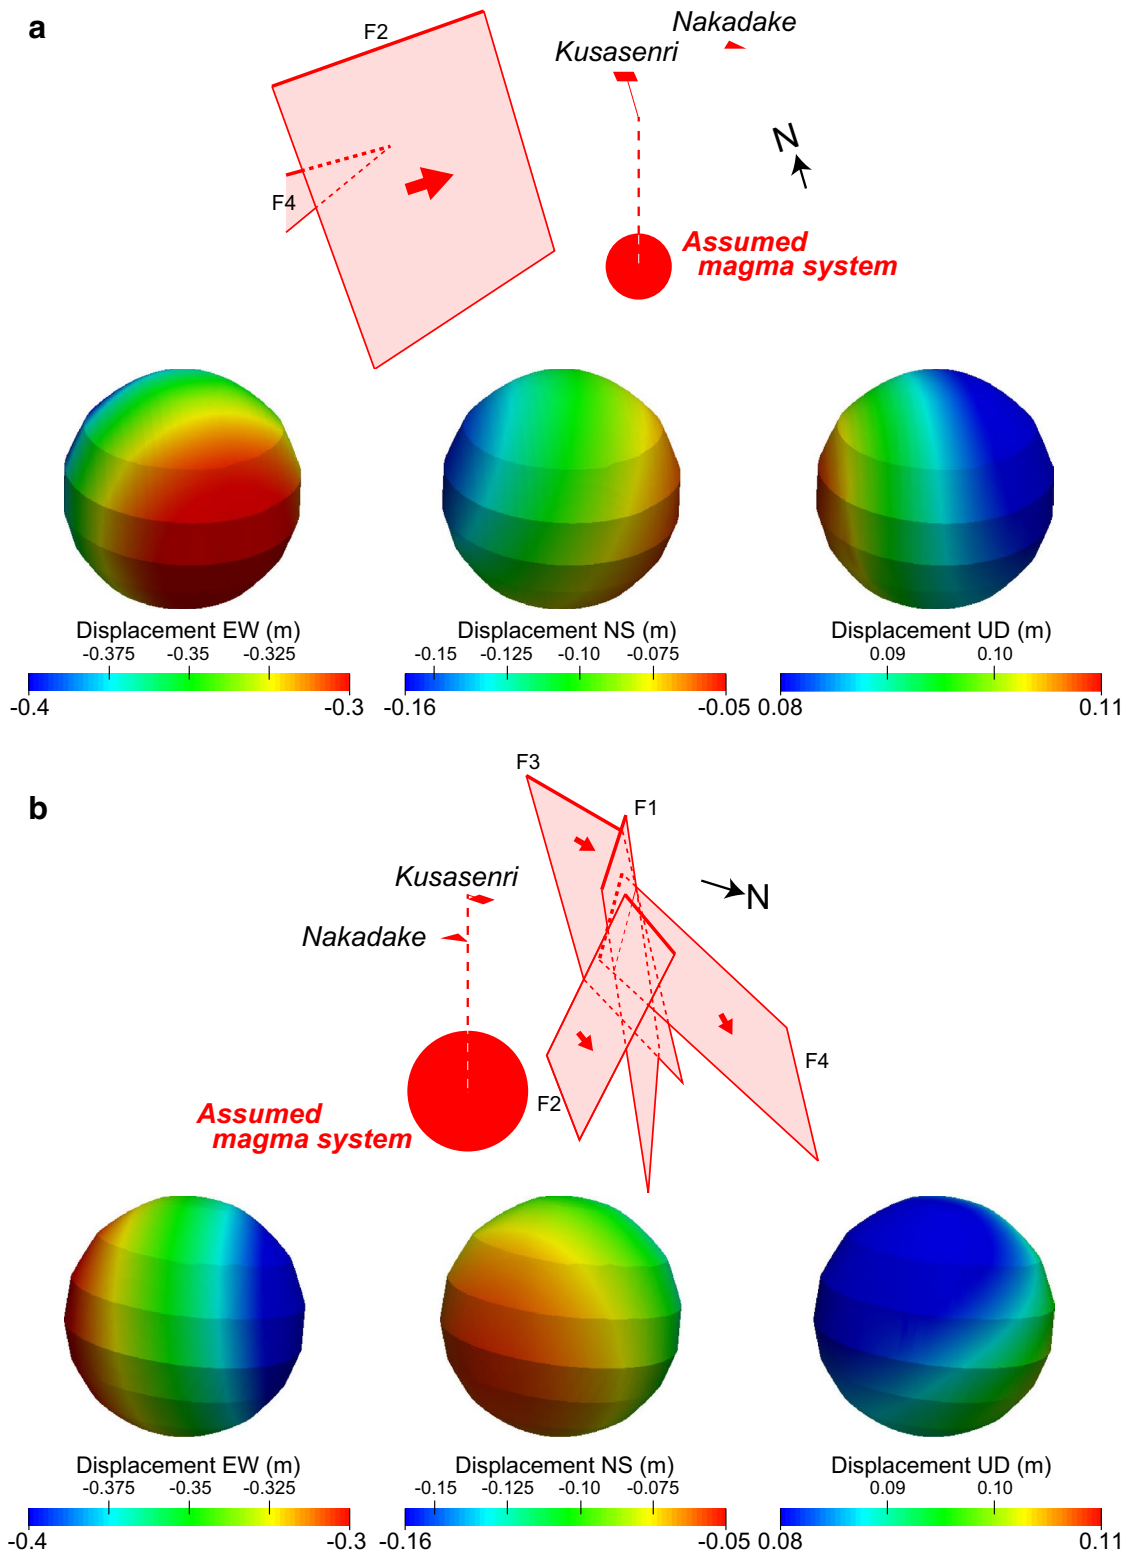 a
F2
Nakadake
Kusasenri
N
F4
Assumed
magma system
Displacement EW (m)
-0.375 -0.35 -0.325
-0.4 -0.3
Displacement NS (m)
-0.15 -0.125 -0.10 -0.075
-0.16 -0.05
Displacement UD (m)
0.09 0.10
0.08 0.11
b
F3
F1
Kusasenri
N
Nakadake
F4
F2
Assumed
magma system
Displacement EW (m)
-0.375 -0.35 -0.325
-0.4 -0.3
Displacement NS (m)
-0.15 -0.125 -0.10 -0.075
-0.16 -0.05
Displacement UD (m)
0.09 0.10
0.08 0.11